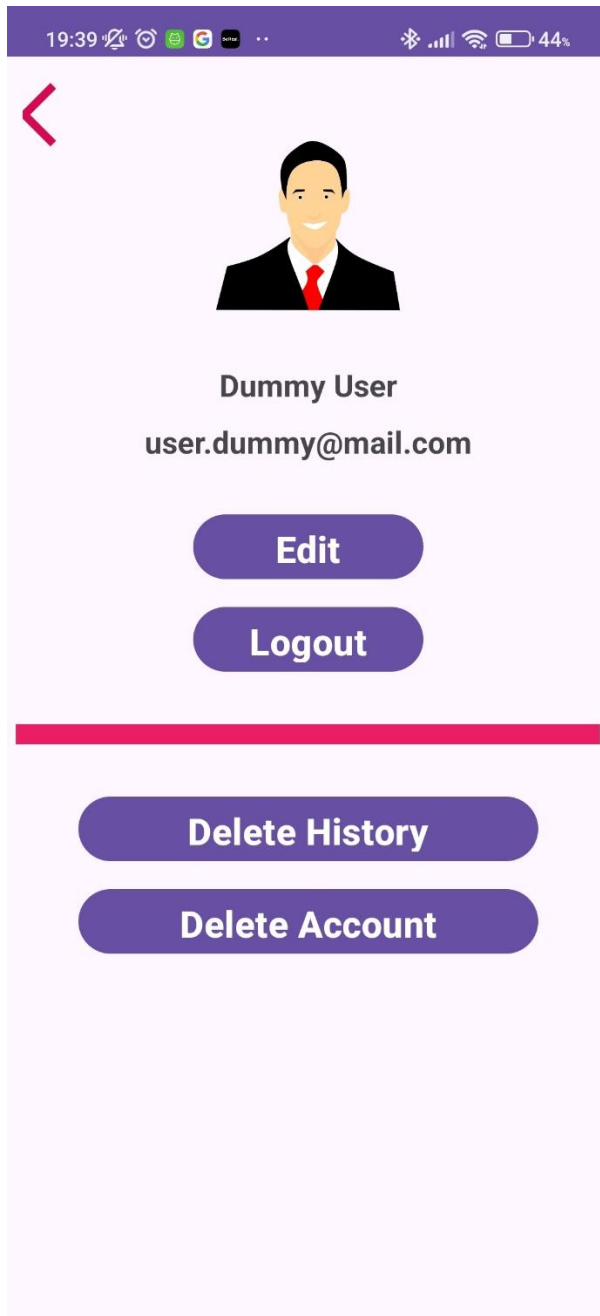 19:39
44%
Dummy User
user.dummy@mail.com
Edit
Logout
Delete History
Delete Account